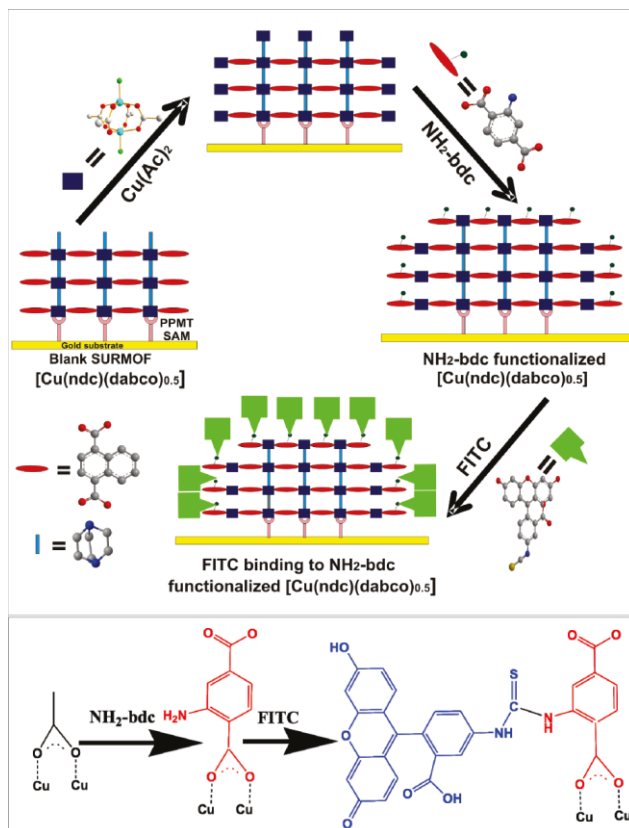 Cu(Ac)2
NH2-bdc
PPMT
SAM
Gold substrate
Blank SURMOF
[Cu(ndc)(dabco)0.5]
NH2-bdc functionalized
[Cu(ndc)(dabco)0.5]
FITC
=
=
=
=
=
FITC binding to NH2-bdc
functionalized [Cu(ndc)(dabco)0.5]
O
O
HO
S
NH2-bdc
H2N
FITC
O
NH
N
H
O
O
O
O
O
OH
O
O
Cu
Cu
Cu
Cu
O
Cu
Cu
O
O